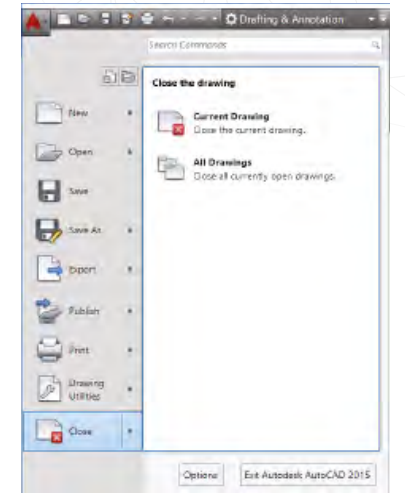 Drafting & Annotation
Search Commands
Close the drawing
New
Current Drawing
Close the current drawing.
Open
All Drawings
Close all currently open drawings.
Save
Save As
Export
Publish
Print
Drawing
Utilities
Close
Options
Exit Autodesk AutoCAD 2015